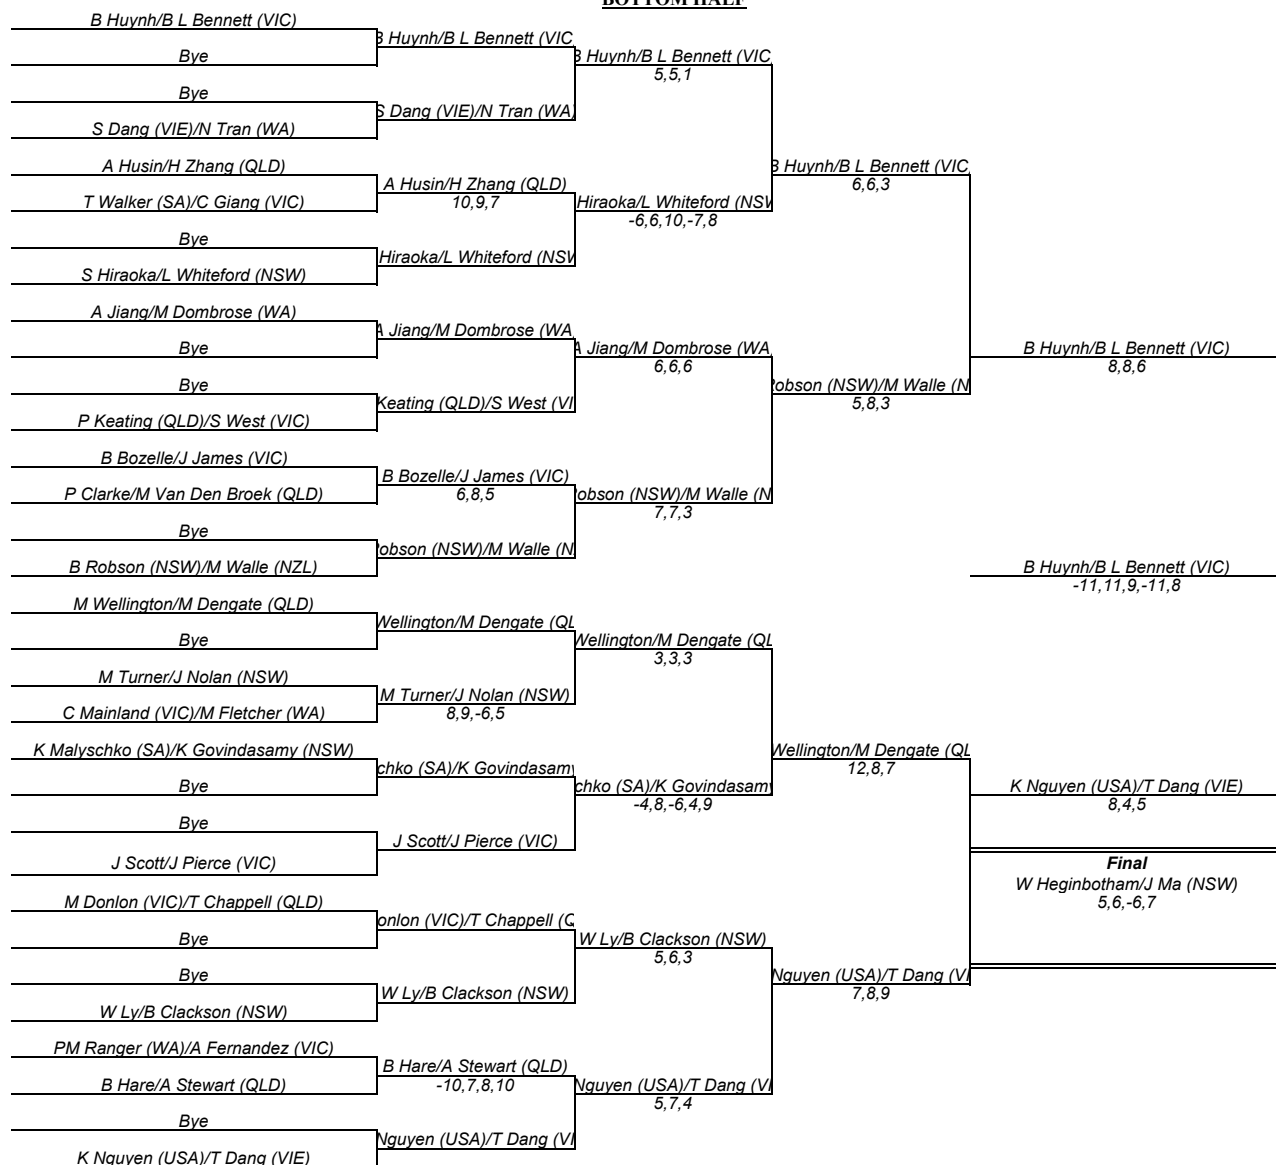 BOTTOM HALF
B Huynh/B L Bennett (VIC)
Bye
Bye
S Dang (VIE)/N Tran (WA)
A Husin/H Zhang (QLD)
T Walker (SA)/C Giang (VIC)
Bye
S Hiraoka/L Whiteford (NSW)
A Jiang/M Dombrose (WA)
Bye
Bye
P Keating (QLD)/S West (VIC)
B Bozelle/J James (VIC)
P Clarke/M Van Den Broek (QLD)
Bye
B Robson (NSW)/M Walle (NZL)
M Wellington/M Dengate (QLD)
Bye
M Turner/J Nolan (NSW)
C Mainland (VIC)/M Fletcher (WA)
K Malyschko (SA)/K Govindasamy (NSW)
Bye
Bye
J Scott/J Pierce (VIC)
M Donlon (VIC)/T Chappell (QLD)
Bye
Bye
W Ly/B Clackson (NSW)
PM Ranger (WA)/A Fernandez (VIC)
B Hare/A Stewart (QLD)
Bye
K Nguyen (USA)/T Dang (VIE)
B Huynh/B L Bennett (VIC
S Dang (VIE)/N Tran (WA)
A Husin/H Zhang (QLD)
10,9,7
Hiraoka/L Whiteford (NSW
A Jiang/M Dombrose (WA
Keating (QLD)/S West (VI
B Bozelle/J James (VIC)
6,8,5
Robson (NSW)/M Walle (N
Wellington/M Dengate (QL
M Turner/J Nolan (NSW)
8,9,-6,5
chko (SA)/K Govindasamy
J Scott/J Pierce (VIC)
onlon (VIC)/T Chappell (Q
W Ly/B Clackson (NSW)
B Hare/A Stewart (QLD)
-10,7,8,10
Nguyen (USA)/T Dang (VI
B Huynh/B L Bennett (VIC
5,5,1
Hiraoka/L Whiteford (NSW
-6,6,10,-7,8
A Jiang/M Dombrose (WA
6,6,6
Robson (NSW)/M Walle (N
7,7,3
Wellington/M Dengate (QL
3,3,3
chko (SA)/K Govindasamy
-4,8,-6,4,9
W Ly/B Clackson (NSW)
5,6,3
Nguyen (USA)/T Dang (VI
5,7,4
B Huynh/B L Bennett (VIC
6,6,3
Robson (NSW)/M Walle (N
5,8,3
Wellington/M Dengate (QL
12,8,7
Nguyen (USA)/T Dang (VI
7,8,9
B Huynh/B L Bennett (VIC)
8,8,6
B Huynh/B L Bennett (VIC)
-11,11,9,-11,8
K Nguyen (USA)/T Dang (VIE)
8,4,5
Final
W Heginbotham/J Ma (NSW)
5,6,-6,7